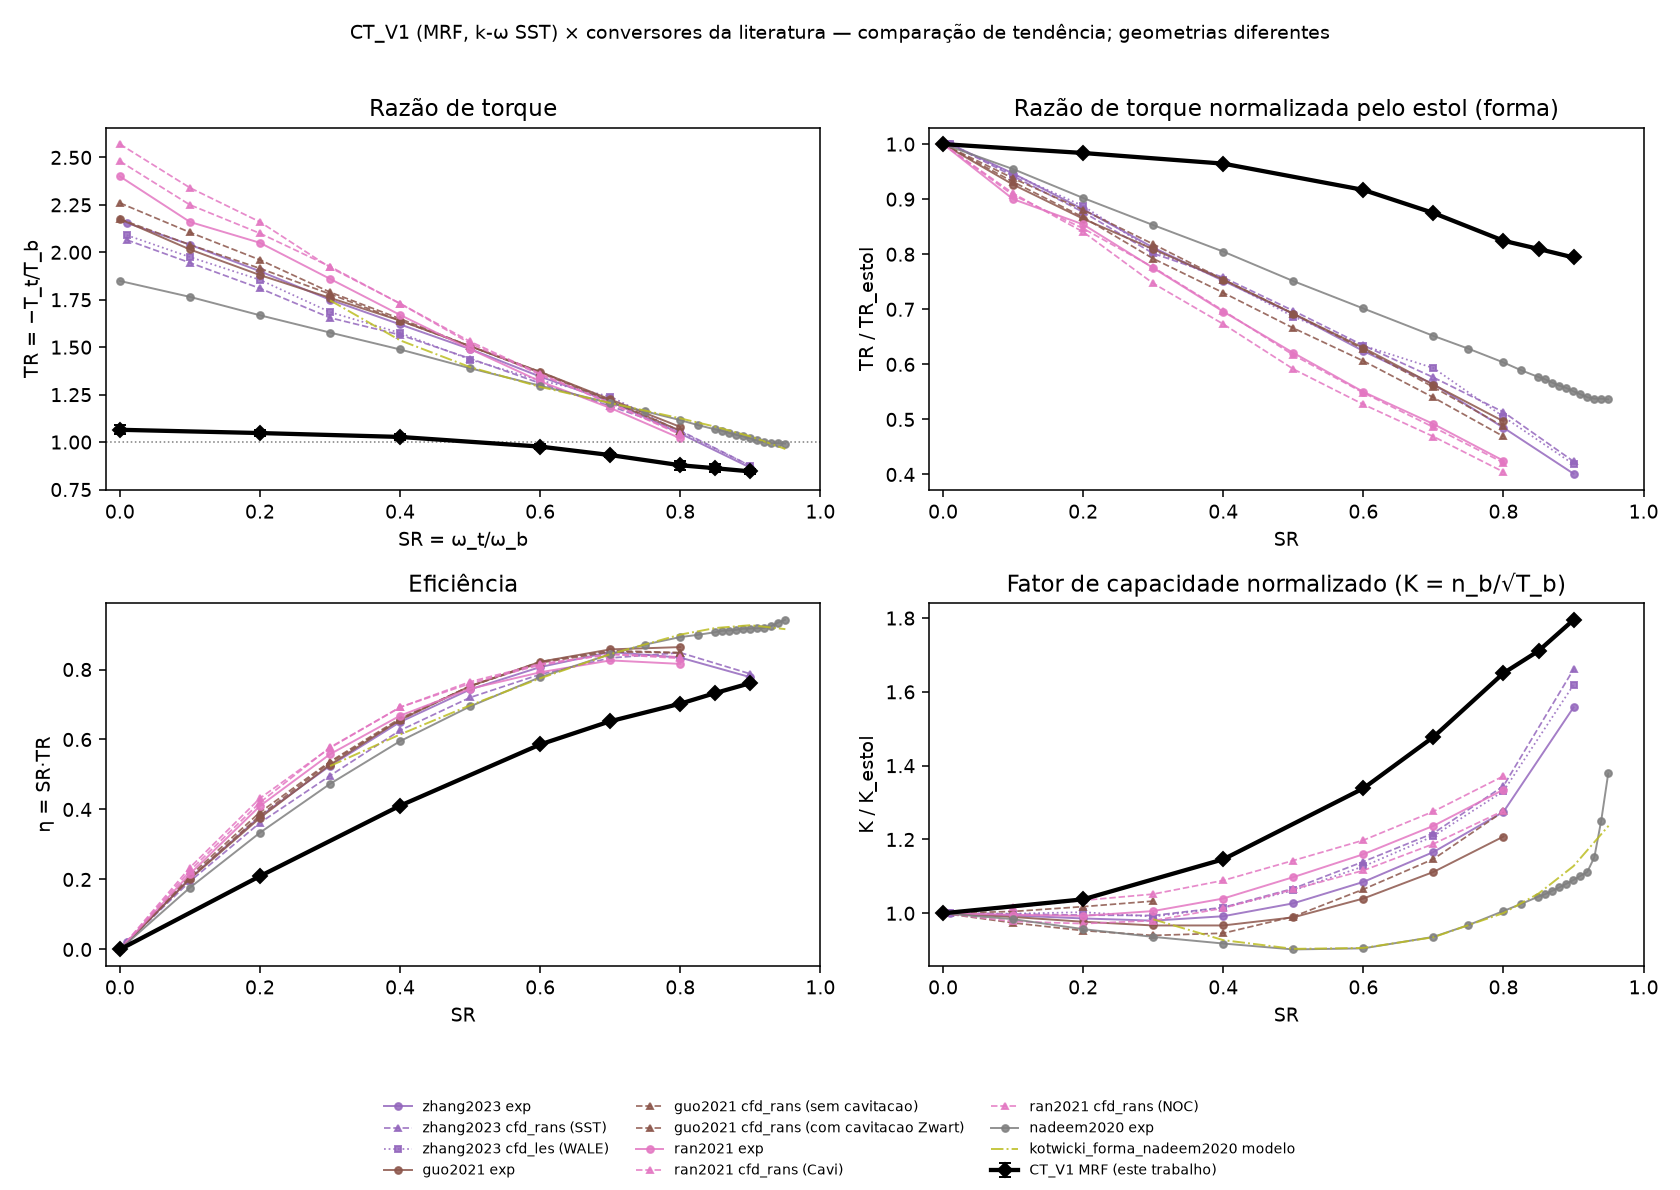 CT_V1 (MRF, k-ω SST) × conversores da literatura — comparação de tendência; geometrias diferentes
Razão de torque
2.50
2.25
2.00
1.75
1.50
1.25
1.00
0.75
TR = −T_t/T_b
0.0 0.2 0.4 0.6 0.8 1.0
SR = ω_t/ω_b
Razão de torque normalizada pelo estol (forma)
1.0
0.9
0.8
0.7
0.6
0.5
0.4
TR / TR_estol
0.0 0.2 0.4 0.6 0.8 1.0
SR
Eficiência
0.8
0.6
0.4
0.2
0.0
η = SR·TR
0.0 0.2 0.4 0.6 0.8 1.0
SR
Fator de capacidade normalizado (K = n_b/√T_b)
1.8
1.6
1.4
1.2
1.0
K / K_estol
0.0 0.2 0.4 0.6 0.8 1.0
SR
zhang2023 exp
zhang2023 cfd_rans (SST)
zhang2023 cfd_les (WALE)
guo2021 exp
guo2021 cfd_rans (sem cavitacao)
guo2021 cfd_rans (com cavitacao Zwart)
ran2021 exp
ran2021 cfd_rans (Cavi)
ran2021 cfd_rans (NOC)
nadeem2020 exp
kotwicki_forma_nadeem2020 modelo
CT_V1 MRF (este trabalho)